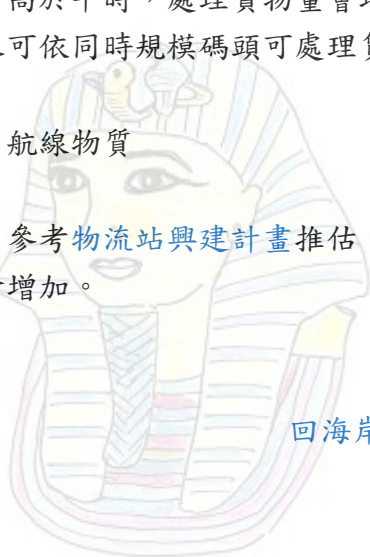 高於平時，處理貨物量會
可依同時規模碼頭可處理貨
航線物質
參考物流站興建計畫推估
增加。
回海岸